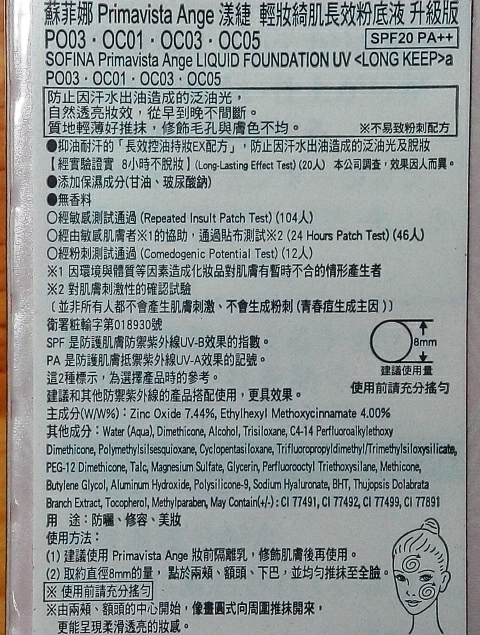 蘇菲娜 Primavista Ange 漾緁 輕妝綺肌長效粉底液 升級版
PO03・OC01・OC03・OC05 SPF20 PA++
SOFINA Primavista Ange LIQUID FOUNDATION UV <LONG KEEP>a
PO03・OC01・OC03・OC05
防止因汗水出油造成的泛油光，
自然透亮妝效，從早到晚不間斷。
質地輕薄好推抹，修飾毛孔與膚色不均。 ※不易致粉刺配方
●抑油耐汗的「長效控油持妝EX配方」，防止因汗水出油造成的泛油光及脫妝
【經實驗證實 8小時不脫妝】(Long-Lasting Effect Test) (20人) 本公司調查，效果因人而異。
●添加保濕成分(甘油、玻尿酸鈉)
●無香料
○經敏感測試通過 (Repeated Insult Patch Test) (104人)
○經由敏感肌膚者※1的協助，通過貼布測試※2 (24 Hours Patch Test) (46人)
○經粉刺測試通過 (Comedogenic Potential Test) (12人)
※1 因環境與體質等因素造成化妝品對肌膚有暫時不合的情形產生者
※2 對肌膚刺激性的確認試驗
〔並非所有人都不會產生肌膚刺激、不會生成粉刺 (青春痘生成主因)〕
衛署粧輸字第018930號
SPF 是防護肌膚防禦紫外線UV-B效果的指數。
PA 是防護肌膚抵禦紫外線UV-A效果的記號。
這2種標示，為選擇產品時的參考。
建議和其他防禦紫外線的產品搭配使用，更具效果。
8mm
建議使用量
使用前請充分搖勻
主成分(W/W%)：Zinc Oxide 7.44%, Ethylhexyl Methoxycinnamate 4.00%
其他成分：Water (Aqua), Dimethicone, Alcohol, Trisiloxane, C4-14 Perfluoroalkylethoxy
Dimethicone, Polymethylsilsesquioxane, Cyclopentasiloxane, Trifluoropropyldimethyl/Trimethylsiloxysilicate,
PEG-12 Dimethicone, Talc, Magnesium Sulfate, Glycerin, Perfluorooctyl Triethoxysilane, Methicone,
Butylene Glycol, Aluminum Hydroxide, Polysilicone-9, Sodium Hyaluronate, BHT, Thujopsis Dolabrata
Branch Extract, Tocopherol, Methylparaben, May Contain(+/-) : CI 77491, CI 77492, CI 77499, CI 77891
用 途：防曬、修容、美妝
使用方法：
(1) 建議使用 Primavista Ange 妝前隔離乳，修飾肌膚後再使用。
(2) 取約直徑8mm的量， 點於兩頰、額頭、下巴，並均勻推抹至全臉。
※ 使用前請充分搖勻
※由兩頰、額頭的中心開始，像畫圓式向周圍推抹開來，
更能呈現柔滑透亮的妝感。